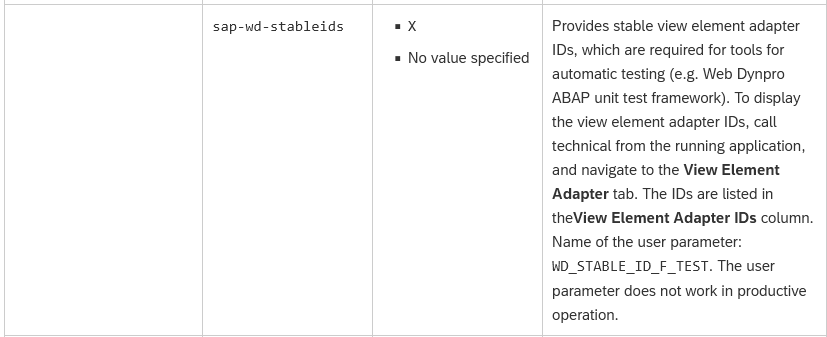 sap-wd-stableids
▪ X
▪ No value specified
Provides stable view element adapter
IDs, which are required for tools for
automatic testing (e.g. Web Dynpro
ABAP unit test framework). To display
the view element adapter IDs, call
technical from the running application,
and navigate to the View Element
Adapter tab. The IDs are listed in
theView Element Adapter IDs column.
Name of the user parameter:
WD_STABLE_ID_F_TEST. The user
parameter does not work in productive
operation.